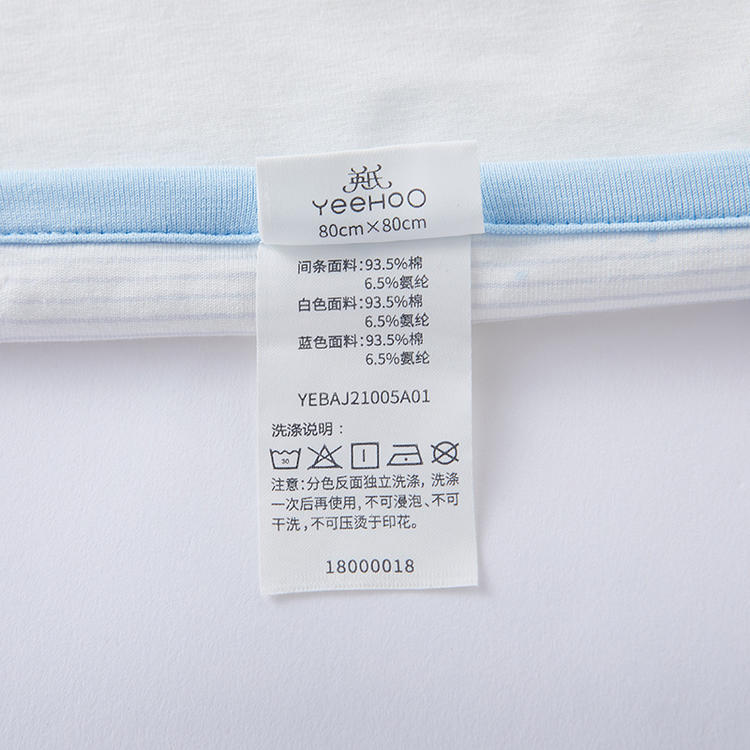 英氏
YeeHoO
80cm×80cm
间条面料:93.5%棉
6.5%氨纶
白色面料:93.5%棉
6.5%氨纶
蓝色面料:93.5%棉
6.5%氨纶
YEBAJ21005A01
洗涤说明：
30
注意:分色反面独立洗涤, 洗涤
一次后再使用,不可浸泡、不可
干洗,不可压烫于印花。
18000018